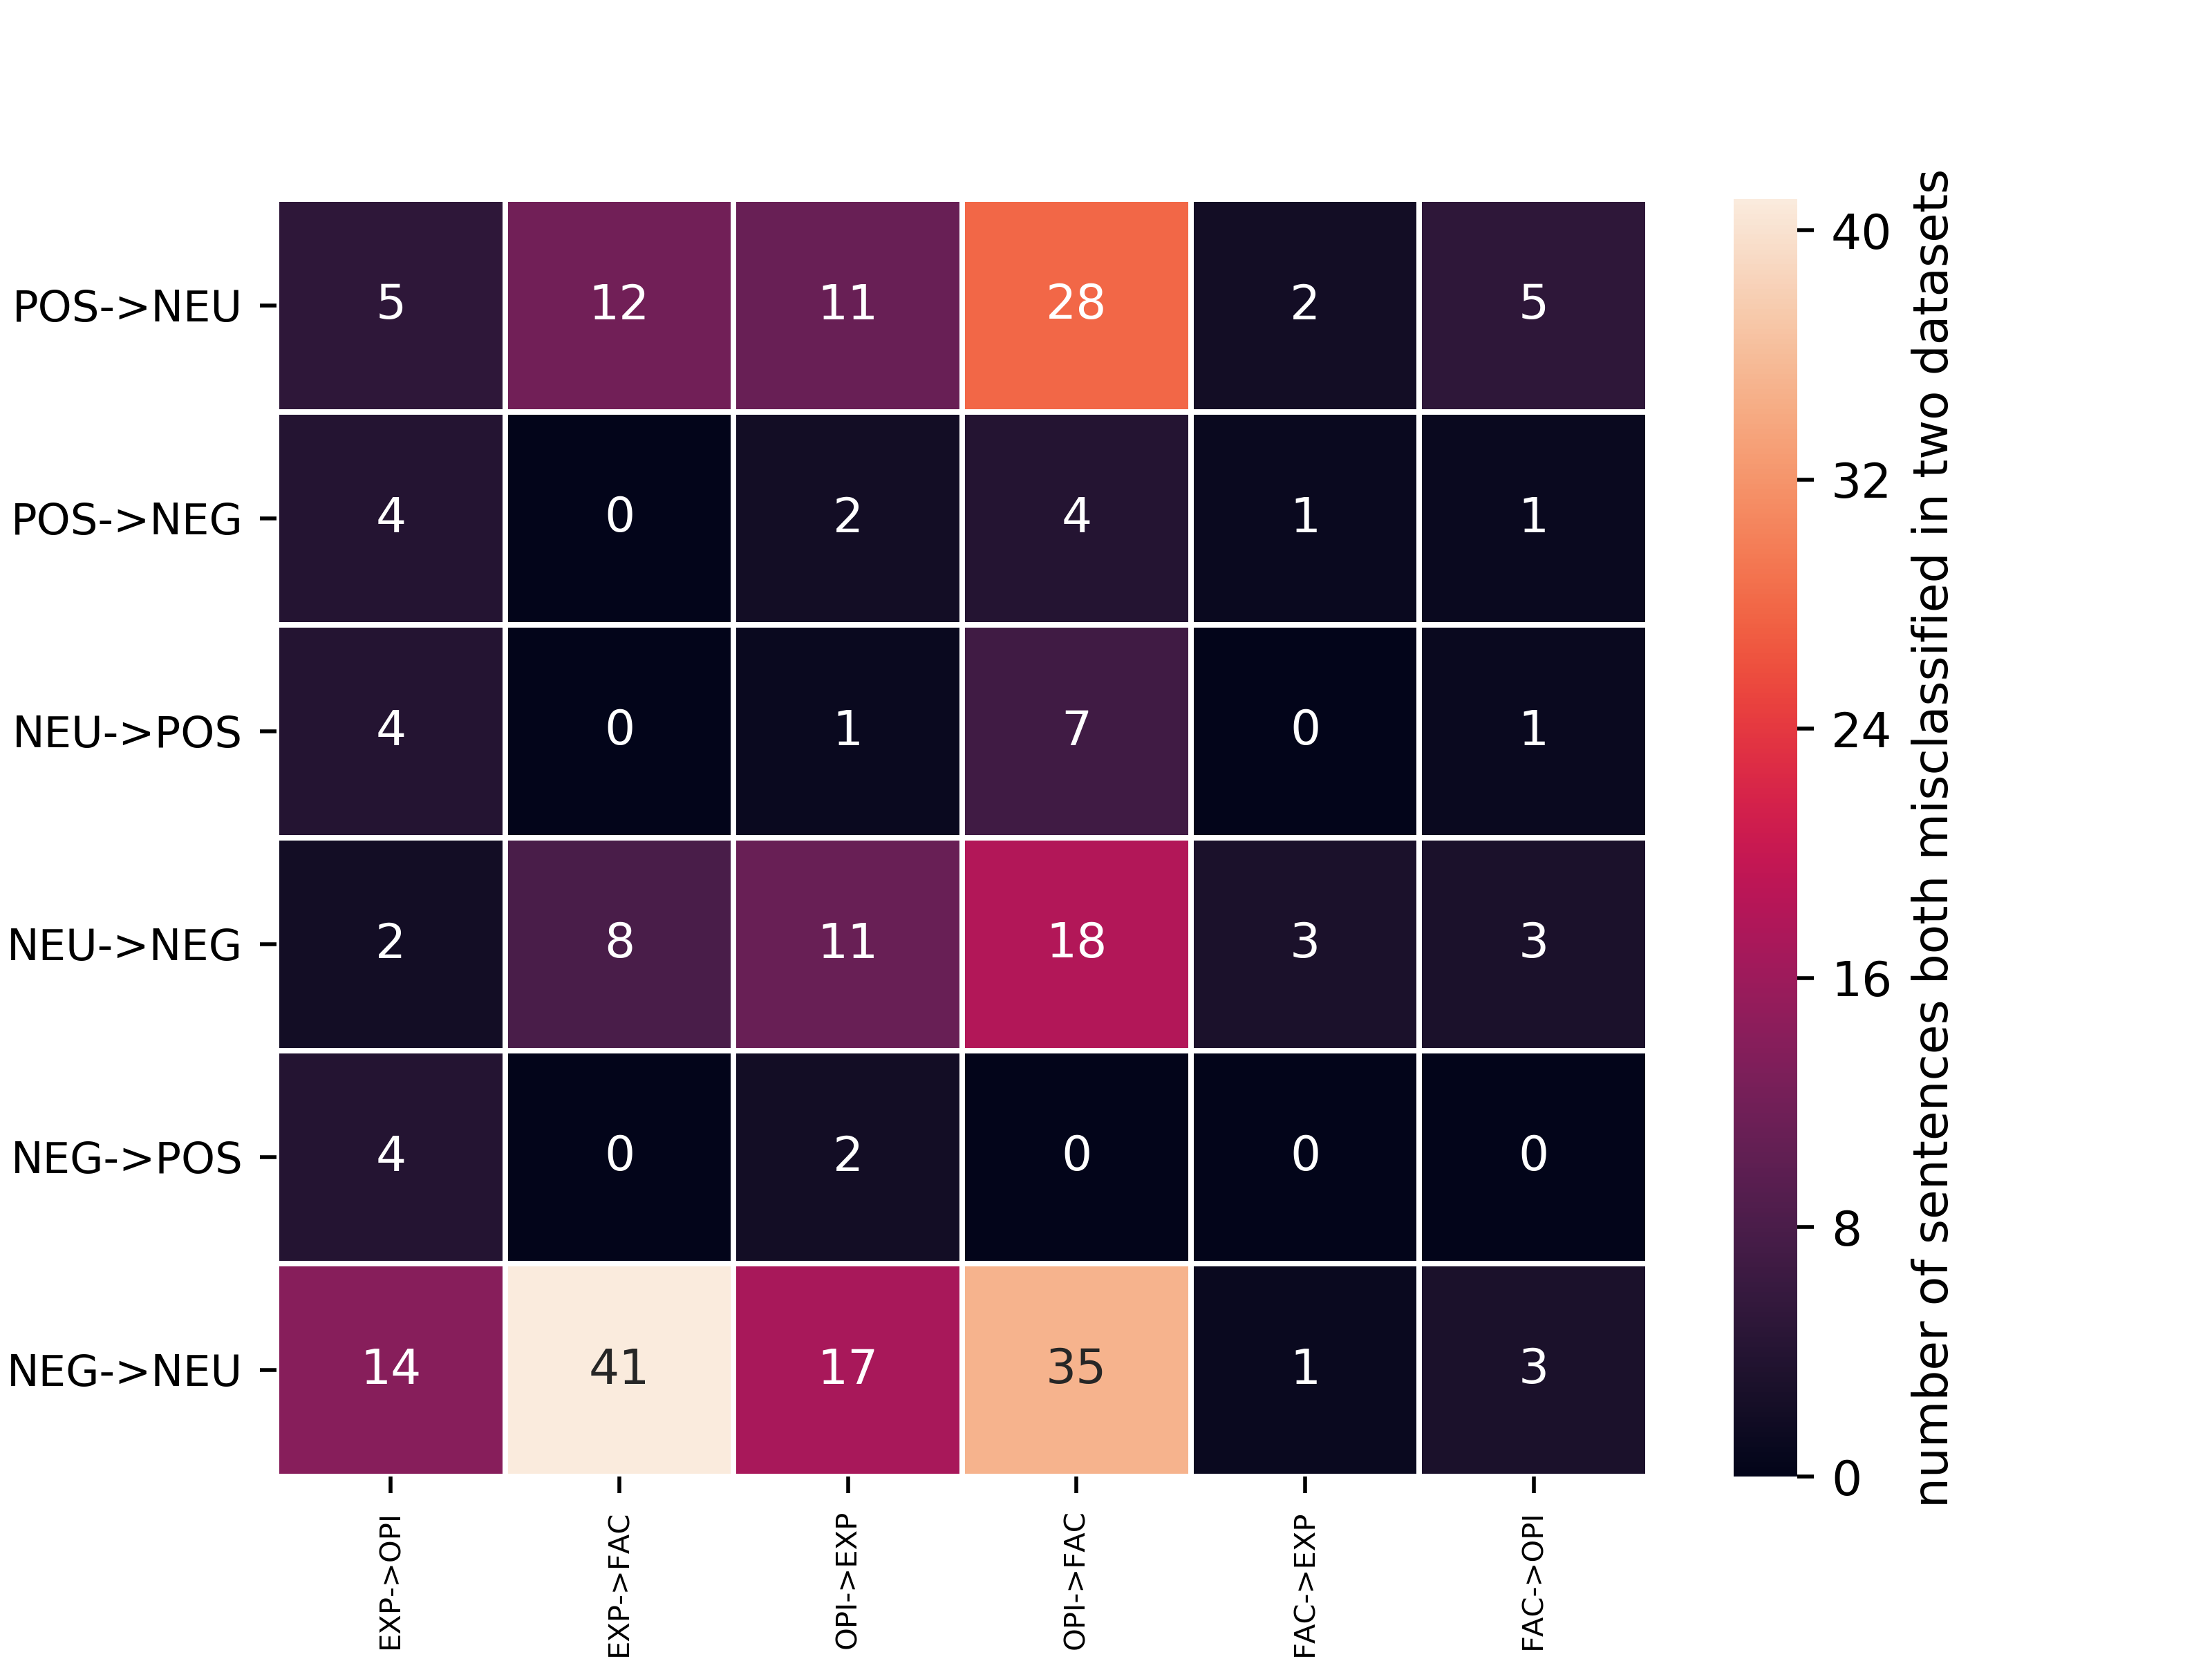 POS->NEU 5 12 11 28 2 5
POS->NEG 4 0 2 4 1 1
NEU->POS 4 0 1 7 0 1
NEU->NEG 2 8 11 18 3 3
NEG->POS 4 0 2 0 0 0
NEG->NEU 14 41 17 35 1 3
EXP->OPI
EXP->FAC
OPI->EXP
OPI->FAC
FAC->EXP
FAC->OPI
40
32
24
16
8
0
number of sentences both misclassified in two datasets